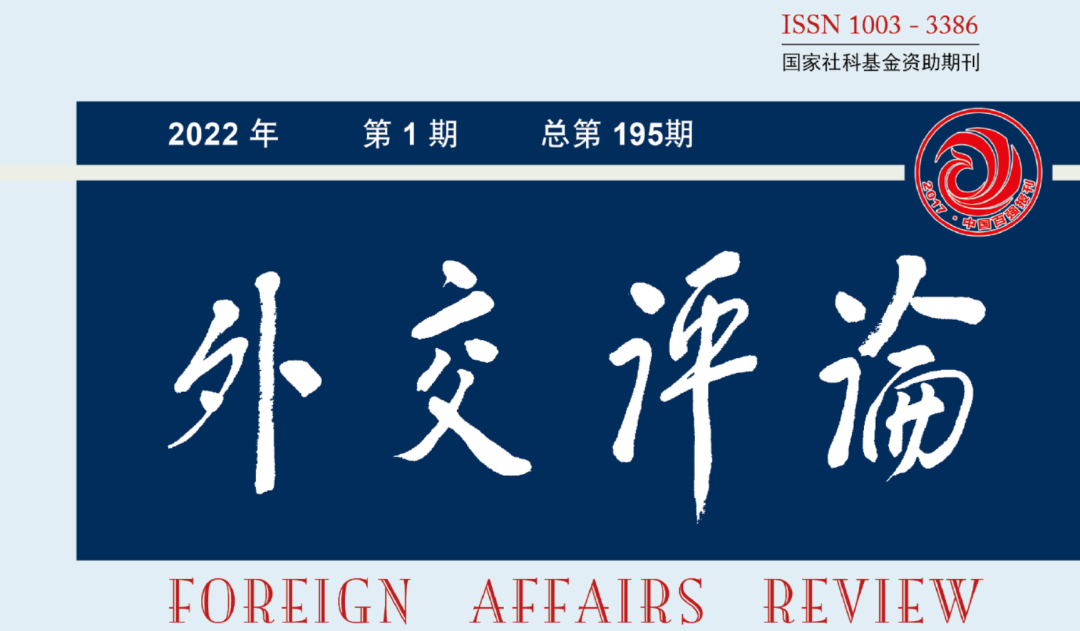 ISSN 1003 - 3386
国家社科基金资助期刊
2022 年 第 1 期 总第 195期
2017·中国百强报刊
外交评论
FOREIGN AFFAIRS REVIEW